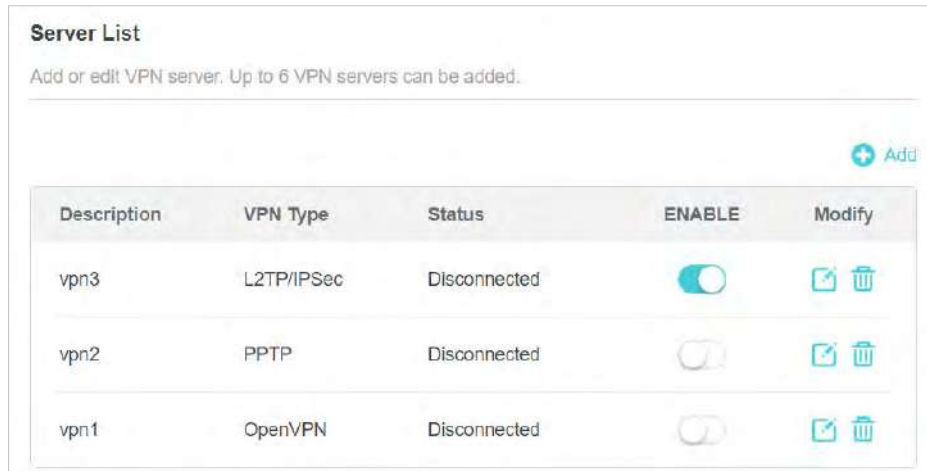 Server List
Add or edit VPN server. Up to 6 VPN servers can be added.
Add
Description VPN Type Status ENABLE Modify
vpn3 L2TP/IPSec Disconnected
vpn2 PPTP Disconnected
vpn1 OpenVPN Disconnected